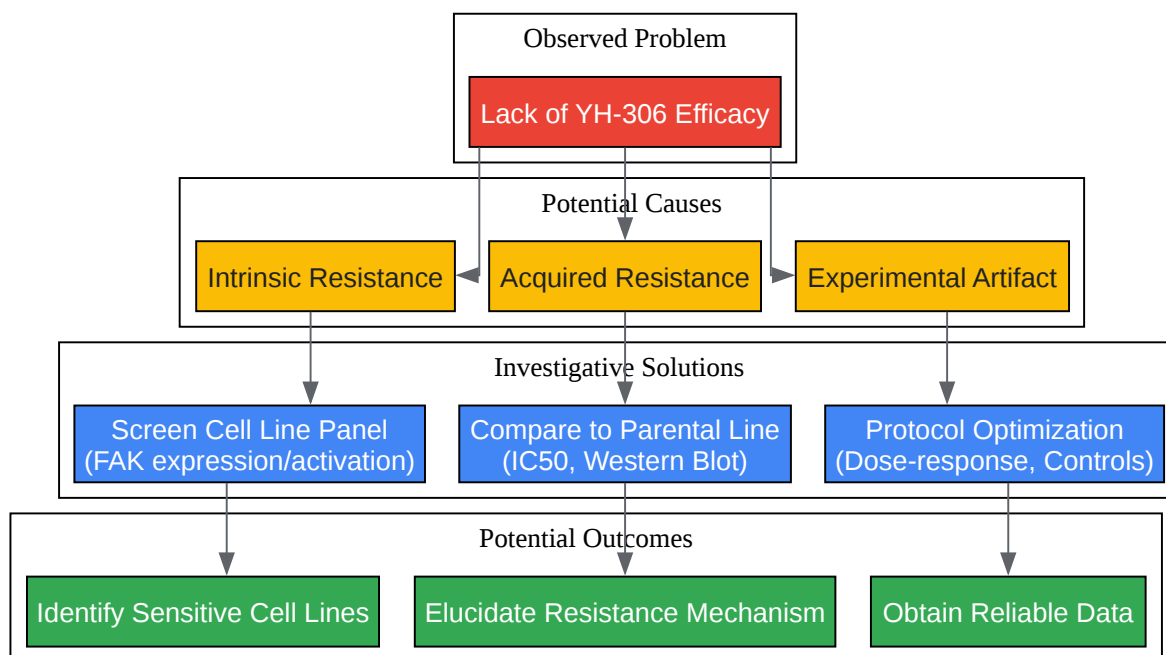 Observed Problem
Lack of YH-306 Efficacy
Potential Causes
Intrinsic Resistance
Acquired Resistance
Experimental Artifact
Investigative Solutions
Screen Cell Line Panel
(FAK expression/activation)
Compare to Parental Line
(IC50, Western Blot)
Protocol Optimization
(Dose-response, Controls)
Potential Outcomes
Identify Sensitive Cell Lines
Elucidate Resistance Mechanism
Obtain Reliable Data